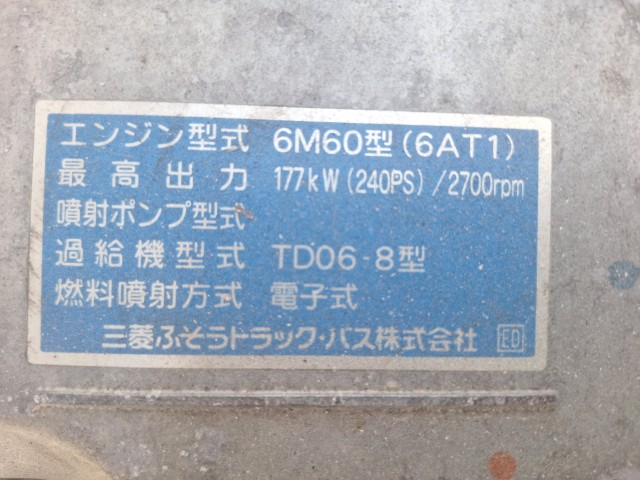 エンジン型式 6M60型(6AT1)
最高出力 177kW(240PS)/2700rpm
噴射ポンプ型式
過給機型式 TD06-8型
燃料噴射方式 電子式
三菱ふそうトラック・バス株式会社 ED